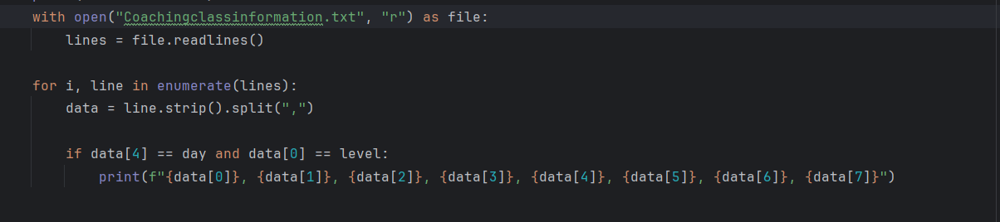 with open("Coachingclassinformation.txt", "r") as file:
    lines = file.readlines()
for i, line in enumerate(lines):
    data = line.strip().split(",")
    if data[4] == day and data[0] == level:
        print(f"{data[0]}, {data[1]}, {data[2]}, {data[3]}, {data[4]}, {data[5]}, {data[6]}, {data[7]}")